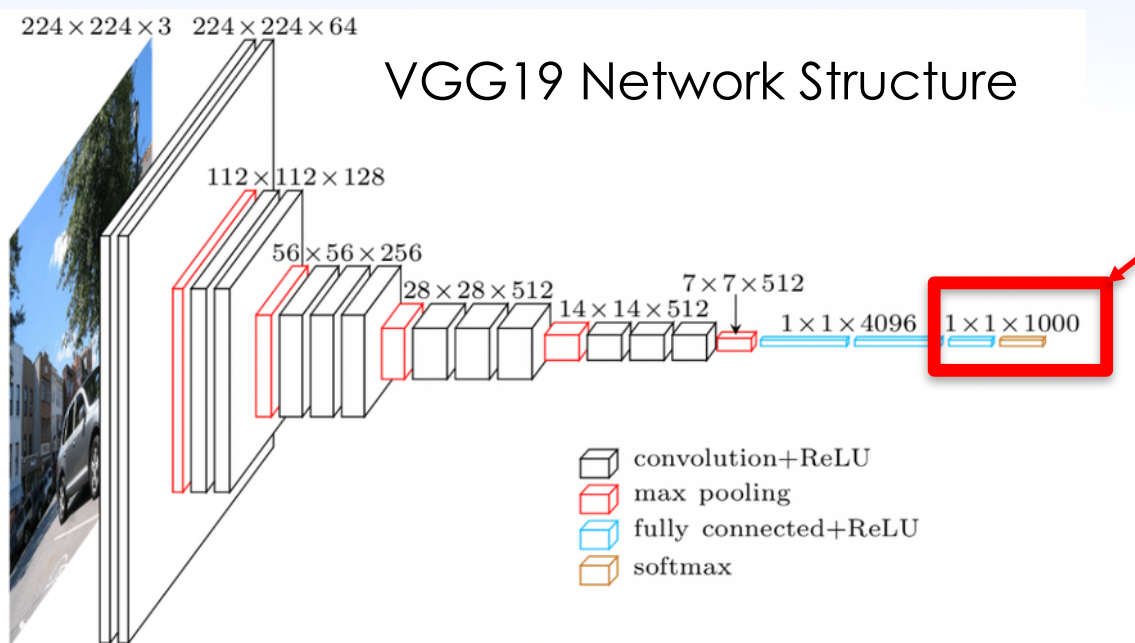 224×224×3
224×224×64
VGG19 Network Structure
112×112×128
56×56×256
28×28×512
14×14×512
7×7×512
1×1×4096
1×1×1000
convolution+ReLU
max pooling
fully connected+ReLU
softmax